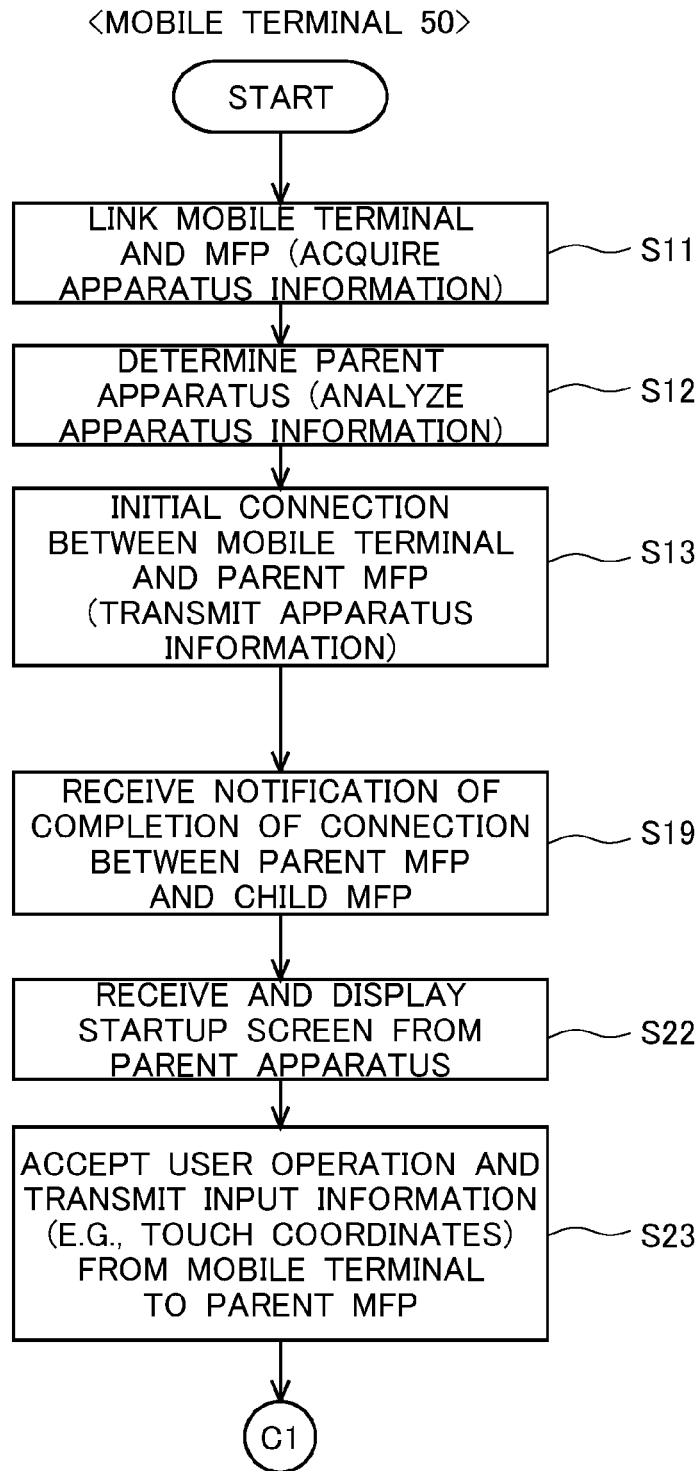 <MOBILE TERMINAL 50>
START
LINK MOBILE TERMINAL
AND MFP (ACQUIRE
APPARATUS INFORMATION)
S11
DETERMINE PARENT
APPARATUS (ANALYZE
APPARATUS INFORMATION)
S12
INITIAL CONNECTION
BETWEEN MOBILE TERMINAL
AND PARENT MFP
(TRANSMIT APPARATUS
INFORMATION)
S13
RECEIVE NOTIFICATION OF
COMPLETION OF CONNECTION
BETWEEN PARENT MFP
AND CHILD MFP
S19
RECEIVE AND DISPLAY
STARTUP SCREEN FROM
PARENT APPARATUS
S22
ACCEPT USER OPERATION AND
TRANSMIT INPUT INFORMATION
(E.G., TOUCH COORDINATES)
FROM MOBILE TERMINAL
TO PARENT MFP
S23
C1